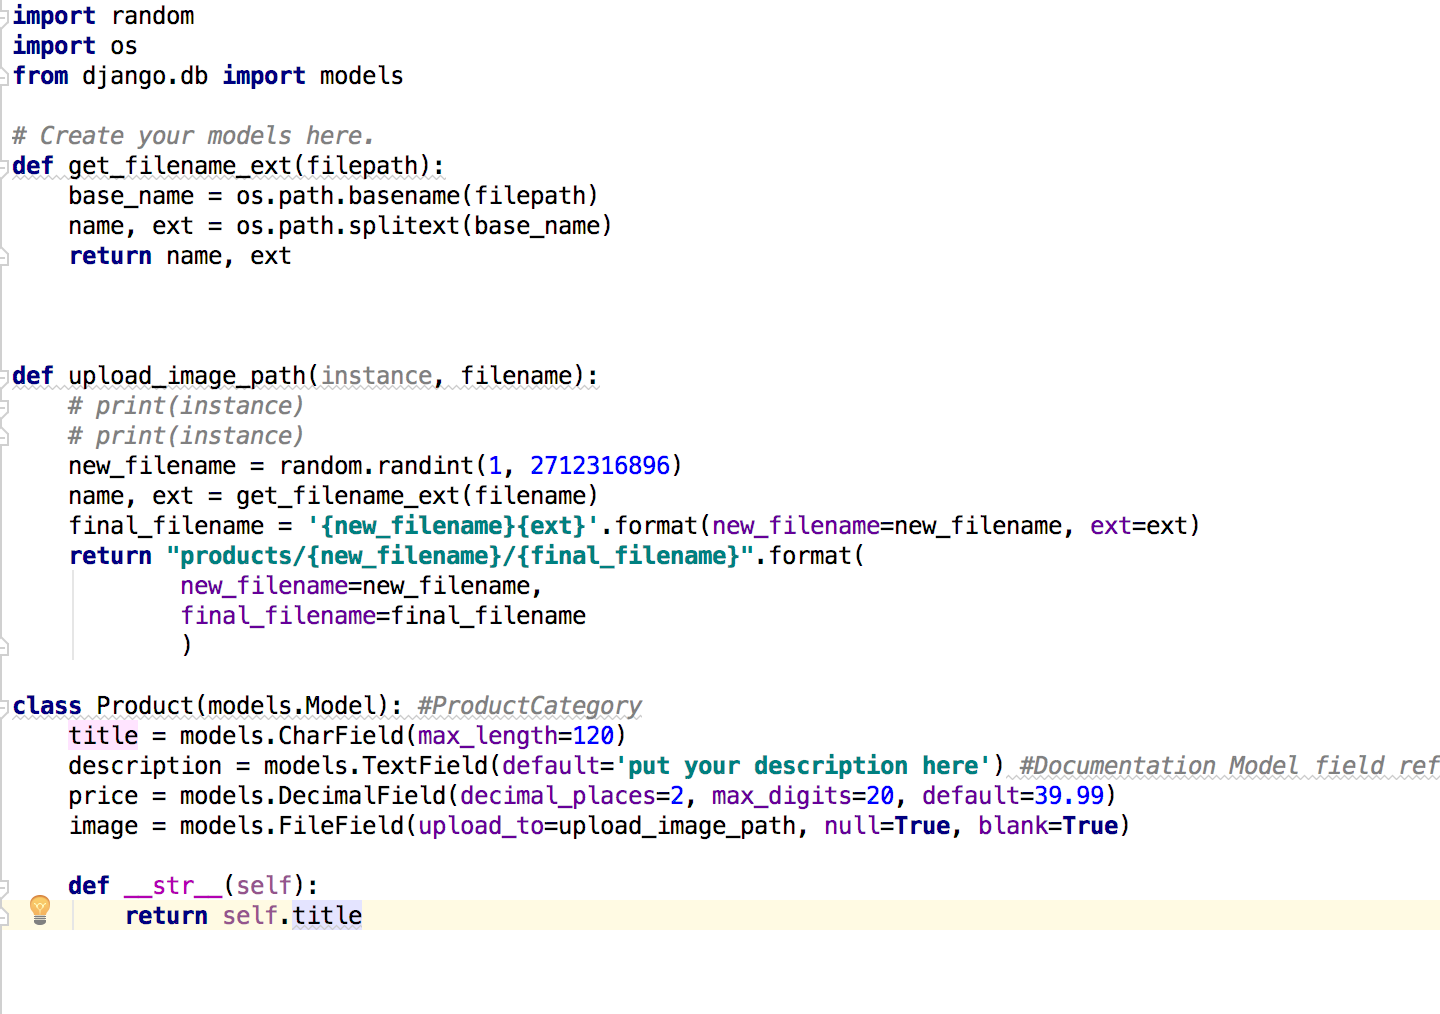 import random
import os
from django.db import models
# Create your models here.
def get_filename_ext(filepath):
    base_name = os.path.basename(filepath)
    name, ext = os.path.splitext(base_name)
    return name, ext
def upload_image_path(instance, filename):
    # print(instance)
    # print(instance)
    new_filename = random.randint(1, 2712316896)
    name, ext = get_filename_ext(filename)
    final_filename = '{new_filename}{ext}'.format(new_filename=new_filename, ext=ext)
    return "products/{new_filename}/{final_filename}".format(
            new_filename=new_filename,
            final_filename=final_filename
            )
class Product(models.Model): #ProductCategory
    title = models.CharField(max_length=120)
    description = models.TextField(default='put your description here') #Documentation Model field ref
    price = models.DecimalField(decimal_places=2, max_digits=20, default=39.99)
    image = models.FileField(upload_to=upload_image_path, null=True, blank=True)
    def __str__(self):
        return self.title